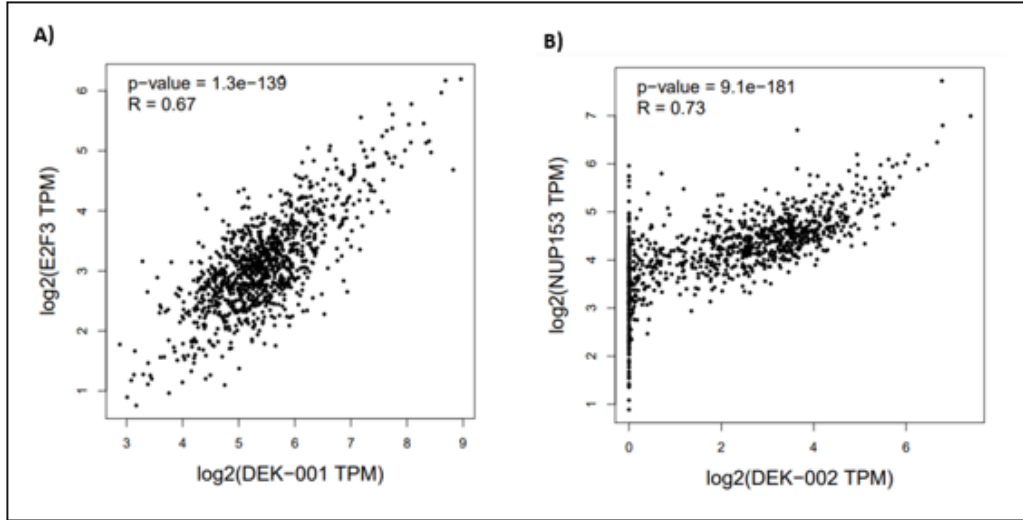 A)
p-value = 1.3e-139
R = 0.67
log2(E2F3 TPM)
6
5
4
3
2
1
3 4 5 6 7 8 9
log2(DEK-001 TPM)
B)
p-value = 9.1e-181
R = 0.73
log2(NUP153 TPM)
7
6
5
4
3
2
1
0 2 4 6
log2(DEK-002 TPM)